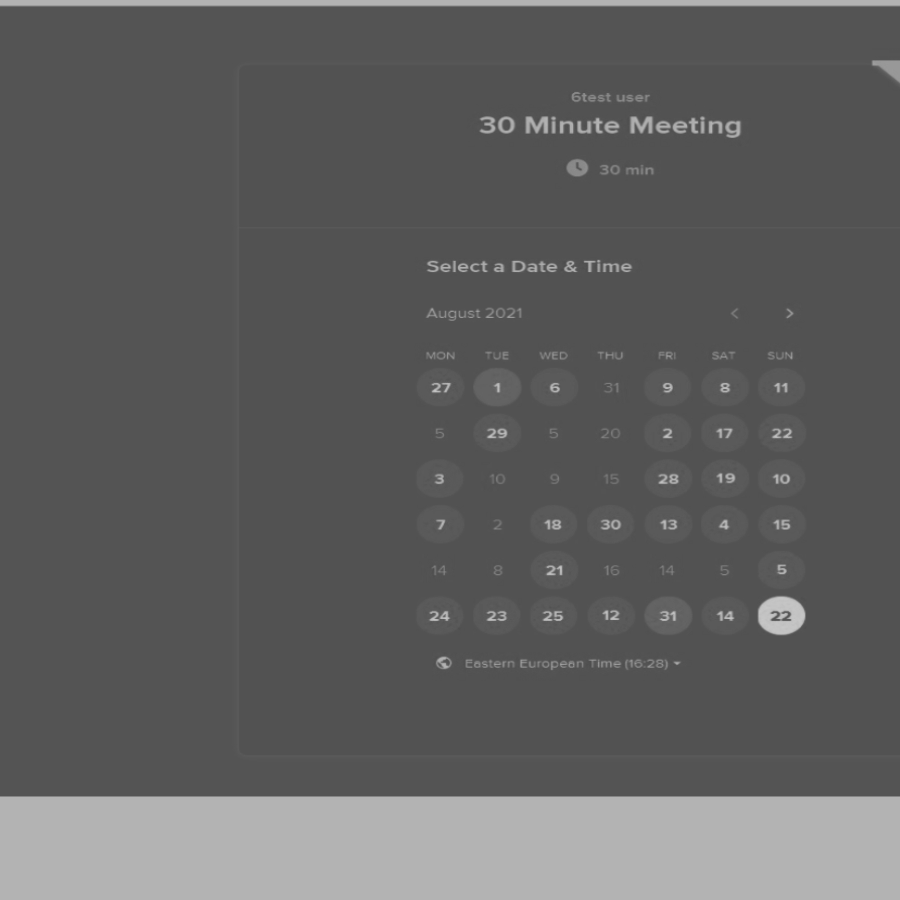 6test user
30 Minute Meeting
30 min
Select a Date & Time
August 2021
MON TUE WED THU FRI SAT SUN
27 1 6 31 9 8 11
5 29 5 20 2 17 22
3 10 9 15 28 19 10
7 2 18 30 13 4 15
14 8 21 16 14 5 5
24 23 25 12 31 14 22
Eastern European Time (16:28)